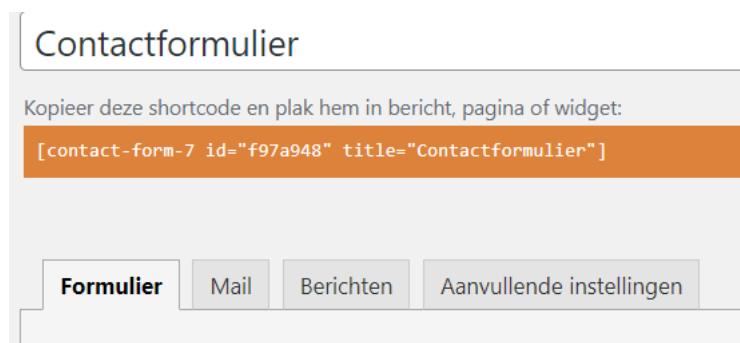 Contactformulier
Kopieer deze shortcode en plak hem in bericht, pagina of widget:
[contact-form-7 id="f97a948" title="Contactformulier"]
Formulier Mail Berichten Aanvullende instellingen